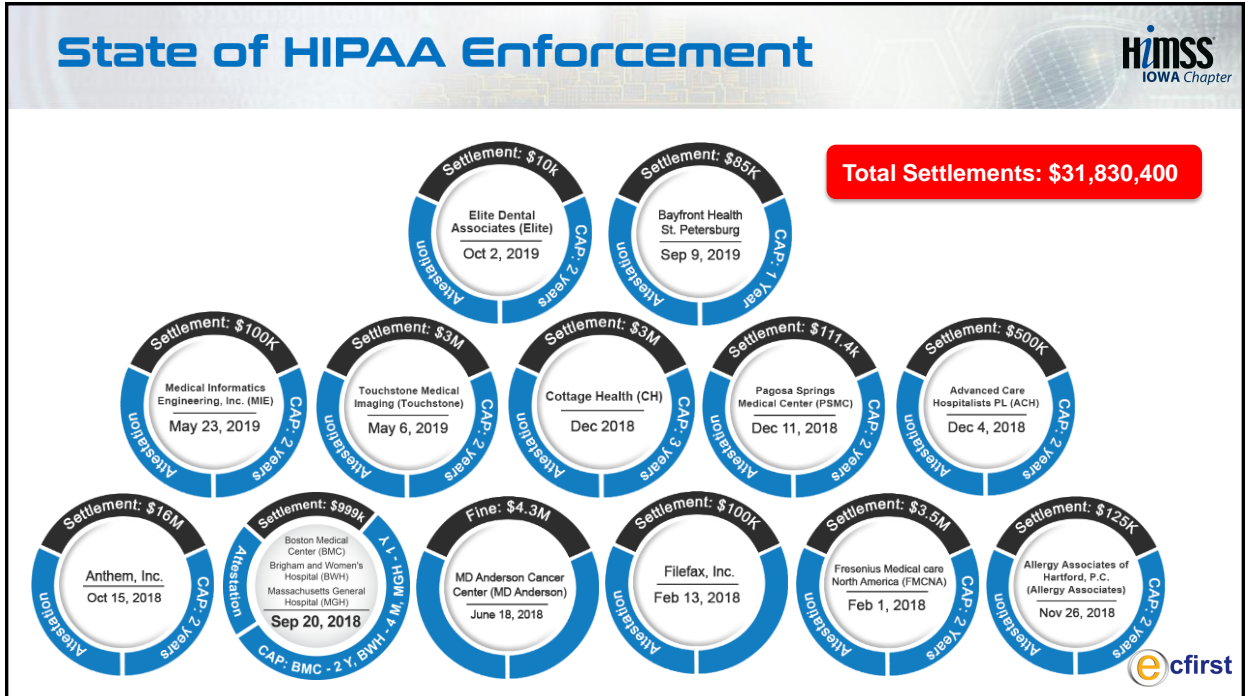 State of HIPAA Enforcement
HiMSS
IOWA Chapter
Total Settlements: $31,830,400
Settlement: $10k
Elite Dental
Associates (Elite)
Oct 2, 2019
Attestation
CAP: 2 years
Settlement: $85K
Bayfront Health
St. Petersburg
Sep 9, 2019
Attestation
CAP: 1 Year
Settlement: $100K
Medical Informatics
Engineering, Inc. (MIE)
May 23, 2019
Attestation
CAP: 2 years
Settlement: $3M
Touchstone Medical
Imaging (Touchstone)
May 6, 2019
Attestation
CAP: 2 years
Settlement: $3M
Cottage Health (CH)
Dec 2018
Attestation
CAP: 3 years
Settlement: $111.4k
Pagosa Springs
Medical Center (PSMC)
Dec 11, 2018
Attestation
CAP: 2 years
Settlement: $500K
Advanced Care
Hospitalists PL (ACH)
Dec 4, 2018
Attestation
CAP: 2 years
Settlement: $16M
Anthem, Inc.
Oct 15, 2018
Attestation
CAP: 2 years
Settlement: $999k
Boston Medical
Center (BMC)
Brigham and Women's
Hospital (BWH)
Massachusetts General
Hospital (MGH)
Sep 20, 2018
Attestation
CAP: BMC - 2 Y, BWH - 4 M, MGH - 1 Y
Fine: $4.3M
MD Anderson Cancer
Center (MD Anderson)
June 18, 2018
Settlement: $100K
Filefax, Inc.
Feb 13, 2018
Attestation
Settlement: $3.5M
Fresenius Medical care
North America (FMCNA)
Feb 1, 2018
Attestation
CAP: 2 Years
Settlement: $125K
Allergy Associates of
Hartford, P.C.
(Allergy Associates)
Nov 26, 2018
Attestation
CAP: 2 years
ecfirst